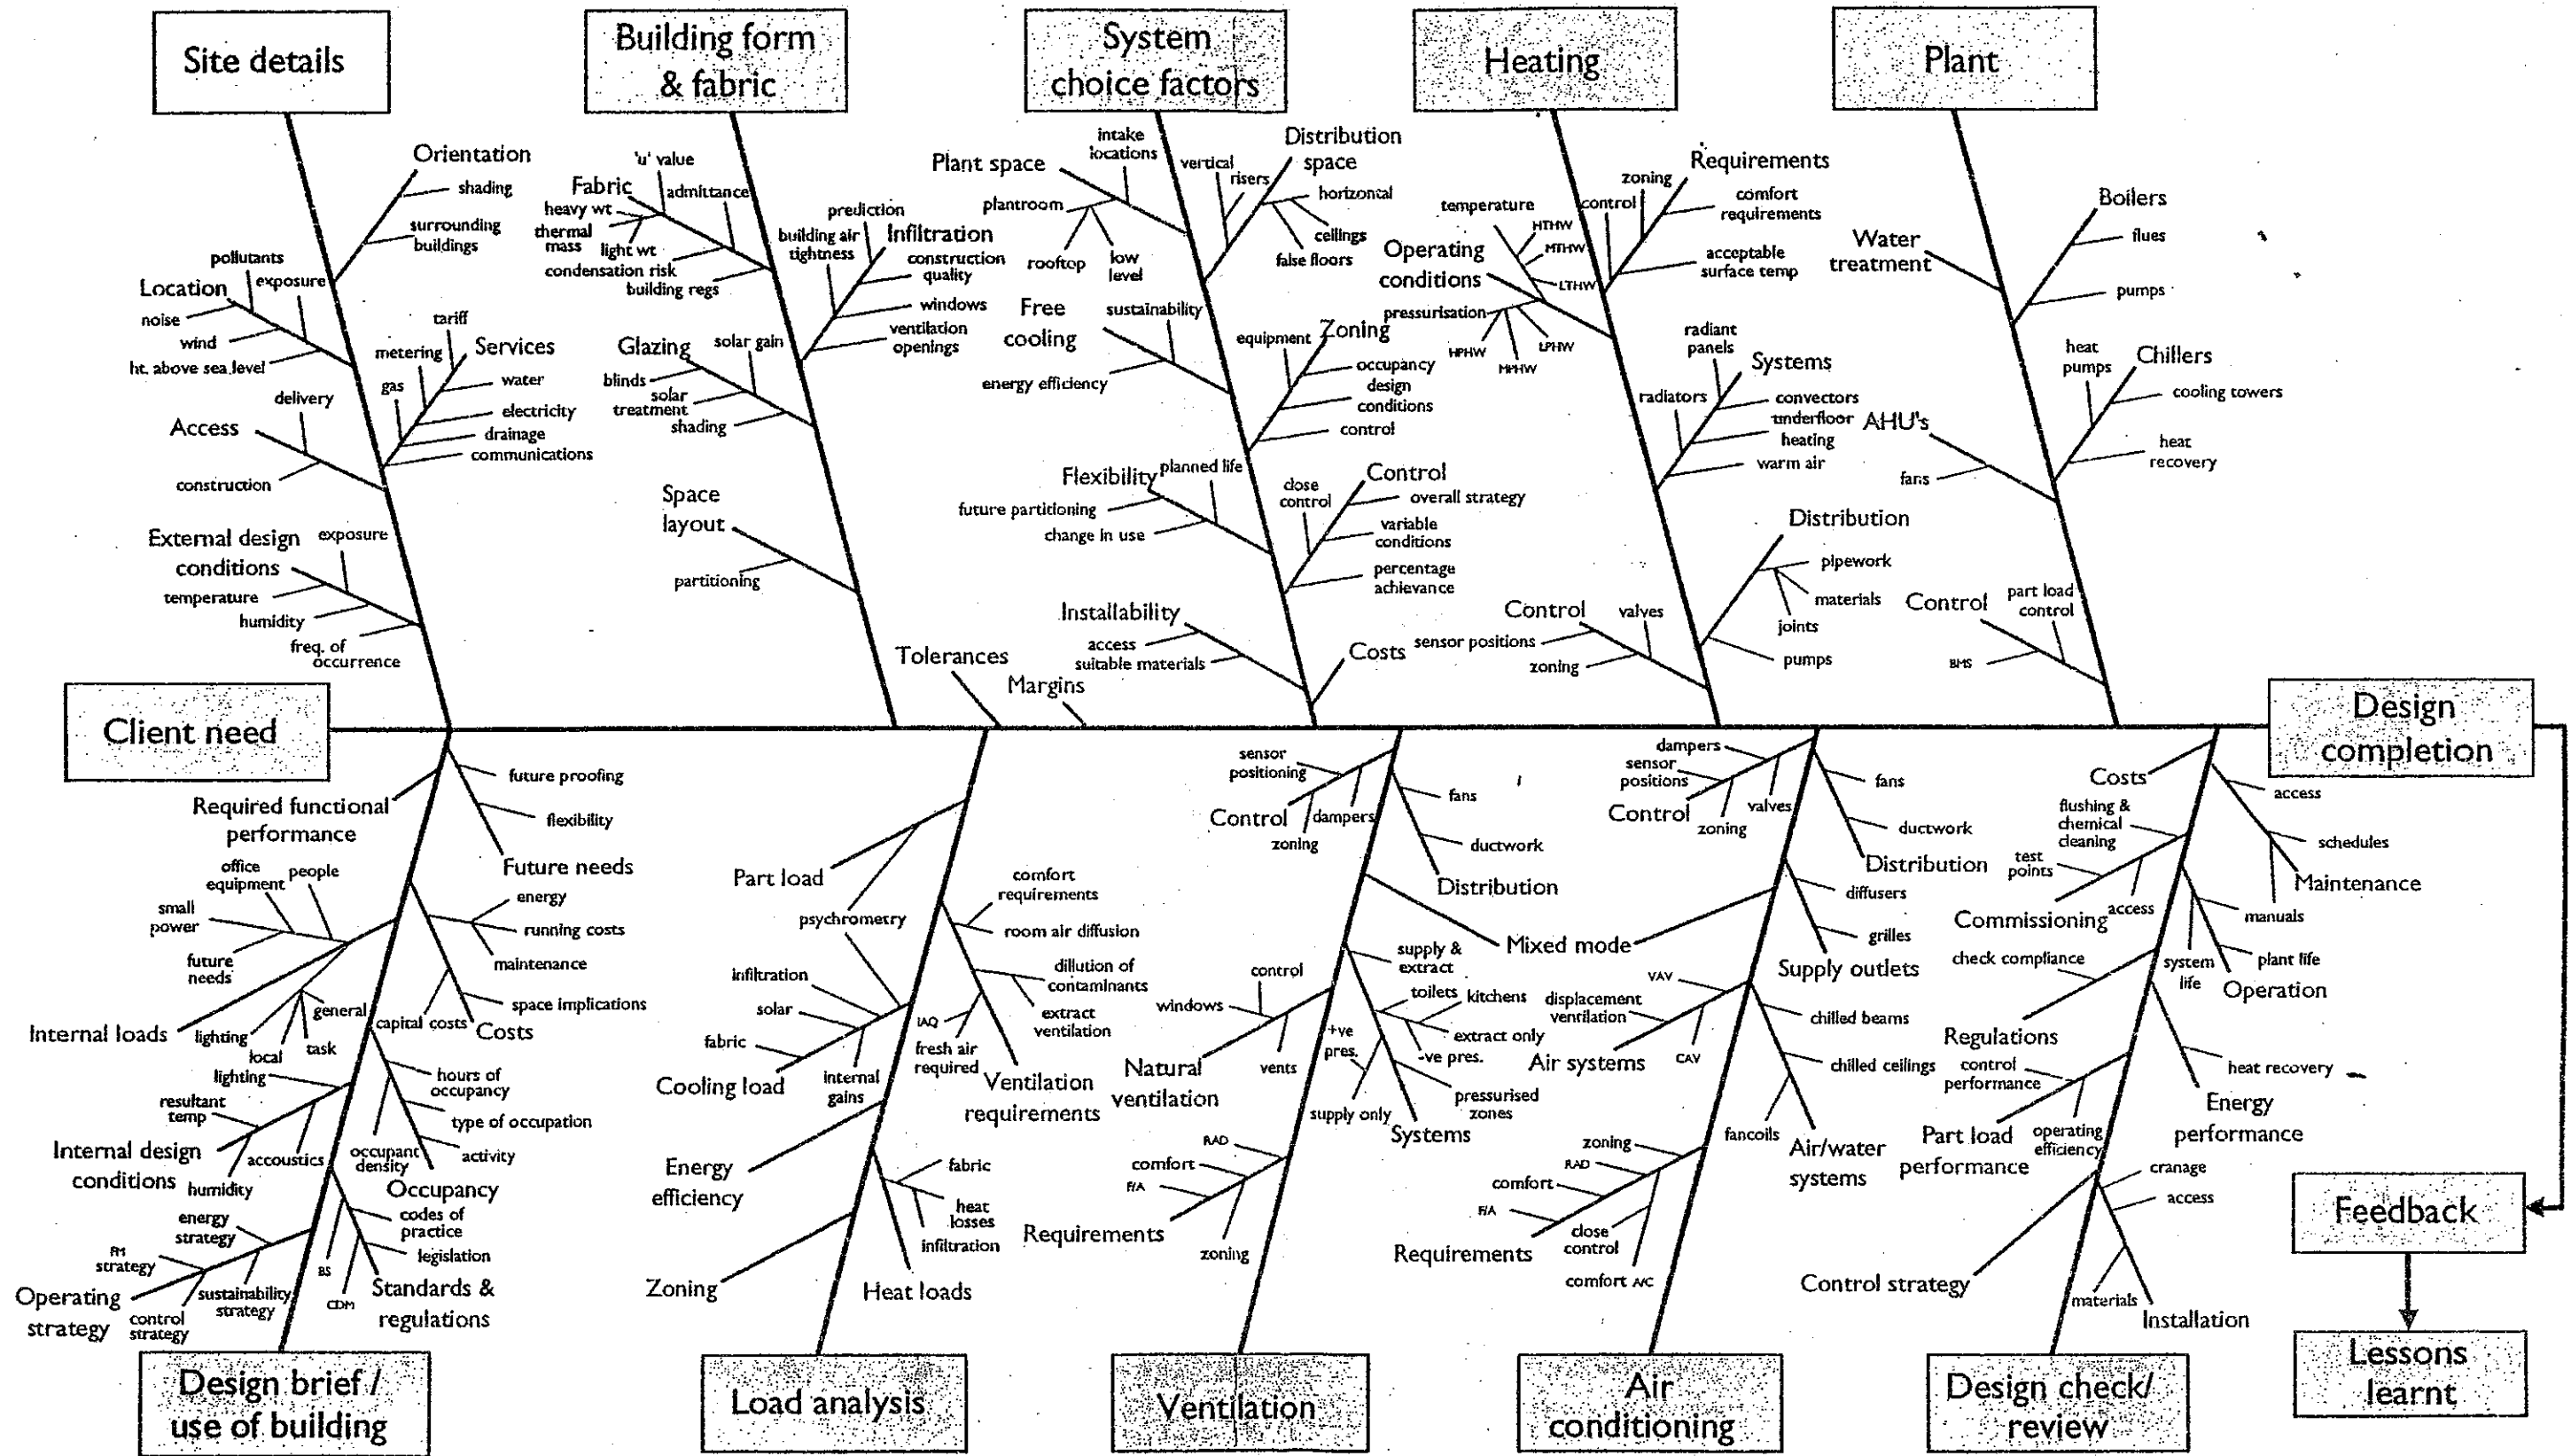 Site details
Building form
& fabric
System
choice factors
Heating
Plant
Orientation
shading
surrounding
buildings
pollutants
exposure
Location
noise
wind
ht. above sea level
tariff
metering
Services
gas
water
electricity
drainage
communications
delivery
Access
construction
External design
conditions
exposure
temperature
humidity
freq. of
occurrence
'u' value
Fabric
admittance
heavy wt
thermal
mass
light wt
condensation risk
building regs
prediction
building air
tightness
Infiltration
construction
quality
windows
ventilation
openings
Glazing
solar gain
blinds
solar
treatment
shading
Space
layout
partitioning
Tolerances
Margins
intake
locations
Plant space
plantroom
rooftop
low
level
vertical
risers
Distribution
space
horizontal
ceilings
false floors
Free
cooling
sustainability
energy efficiency
equipment
Zoning
occupancy
design
conditions
control
Flexibility
planned life
future partitioning
change in use
close
control
Control
overall strategy
variable
conditions
percentage
achievance
Installability
access
suitable materials
Costs
temperature
HTHW
MTHW
LTHW
Operating
conditions
pressurisation
HPHW
MPHW
LPHW
Requirements
zoning
control
comfort
requirements
acceptable
surface temp
radiant
panels
Systems
radiators
convectors
underfloor
heating
warm air
Distribution
pipework
materials
joints
pumps
Control
valves
sensor positions
zoning
Boilers
flues
pumps
Water
treatment
heat
pumps
Chillers
cooling towers
heat
recovery
AHU's
fans
Control
part load
control
BMS
Client need
Design
completion
Required functional
performance
future proofing
flexibility
Future needs
office
equipment
people
small
power
future
needs
Internal loads
lighting
general
local
task
energy
running costs
maintenance
space implications
capital costs
Costs
lighting
resultant
temp
Internal design
conditions
humidity
accoustics
hours of
occupancy
type of occupation
activity
occupant
density
Occupancy
energy
strategy
FM
strategy
Operating
strategy
control
strategy
sustainability
strategy
codes of
practice
legislation
BS
CDM
Standards &
regulations
Part load
psychrometry
infiltration
solar
fabric
Cooling load
internal
gains
comfort
requirements
room air diffusion
dillution of
contaminants
extract
ventilation
IAQ
fresh air
required
Ventilation
requirements
Energy
efficiency
Zoning
fabric
heat
losses
infiltration
Heat loads
sensor
positioning
Control
dampers
zoning
fans
ductwork
Distribution
Mixed mode
control
windows
vents
Natural
ventilation
supply &
extract
toilets
kitchens
extract only
-ve pres.
+ve
pres.
supply only
pressurised
zones
Systems
RAD
comfort
F/A
Requirements
zoning
dampers
sensor
positions
Control
zoning
valves
fans
ductwork
Distribution
diffusers
grilles
Supply outlets
VAV
displacement
ventilation
Air systems
CAV
chilled beams
chilled ceilings
fancoils
Air/water
systems
zoning
RAD
comfort
F/A
Requirements
close
control
comfort A/C
Costs
flushing &
chemical
cleaning
test
points
Commissioning
access
access
schedules
Maintenance
manuals
system
life
plant life
Operation
check compliance
Regulations
control
performance
Part load
performance
operating
efficiency
heat recovery
Energy
performance
cranage
access
Control strategy
materials
Installation
Feedback
Lessons
learnt
Design brief /
use of building
Load analysis
Ventilation
Air
conditioning
Design check/
review